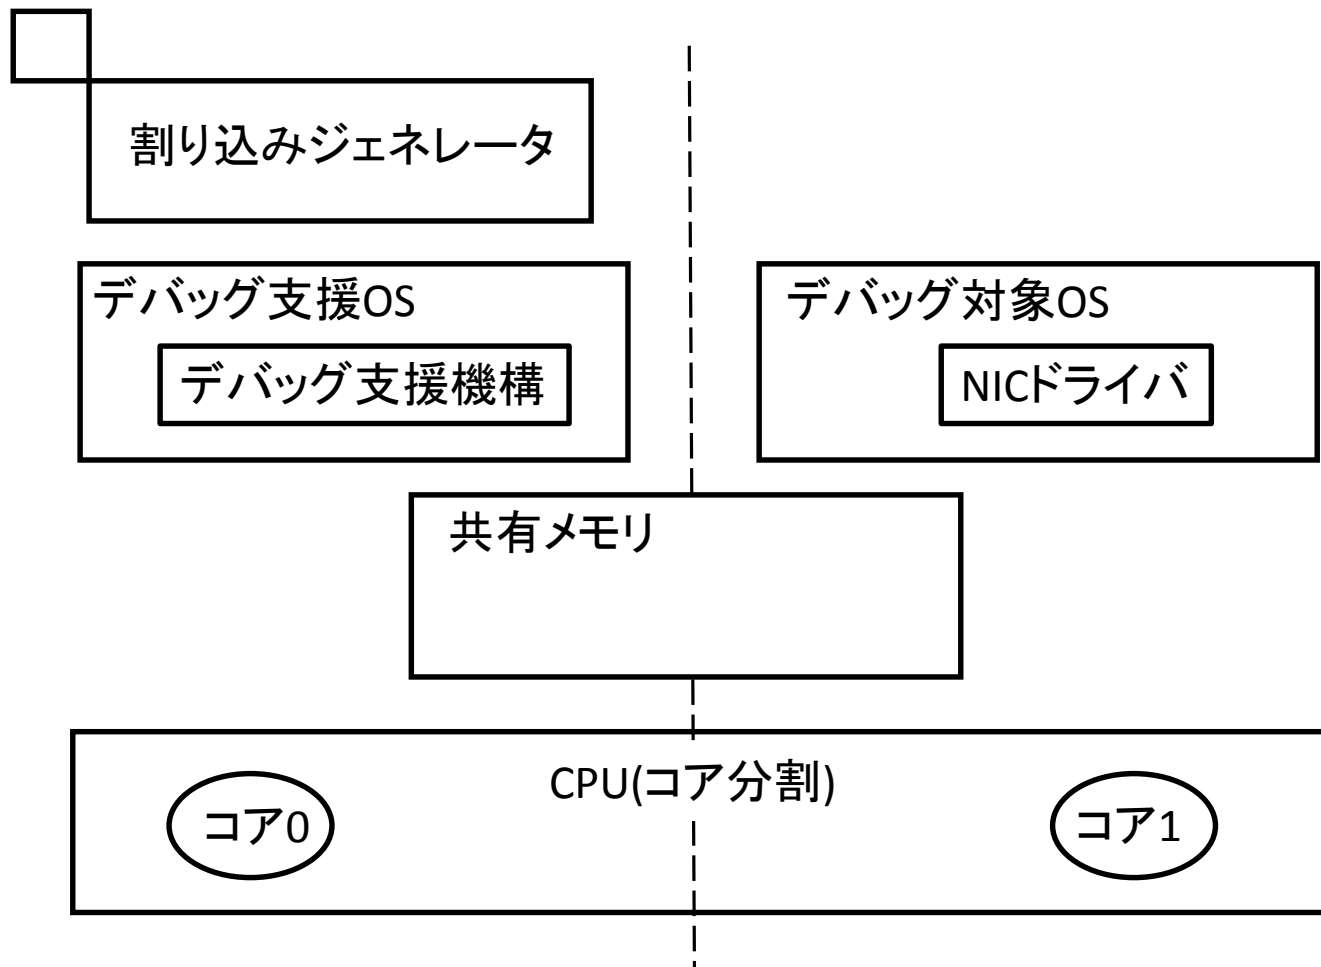 割り込みジェネレータ
デバッグ支援OS
デバッグ支援機構
デバッグ対象OS
NICドライバ
共有メモリ
CPU(コア分割)
コア0
コア1